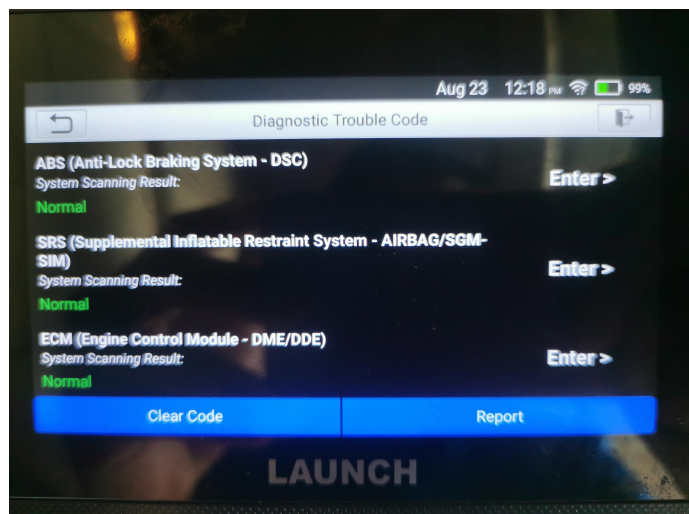 Aug 23 12:18 PM 99%
Diagnostic Trouble Code
ABS (Anti-Lock Braking System - DSC)
System Scanning Result:
Enter >
Normal
SRS (Supplemental Inflatable Restraint System - AIRBAG/SGM-
SIM)
System Scanning Result:
Enter >
Normal
ECM (Engine Control Module - DME/DDE)
System Scanning Result:
Enter >
Normal
Clear Code
Report
LAUNCH